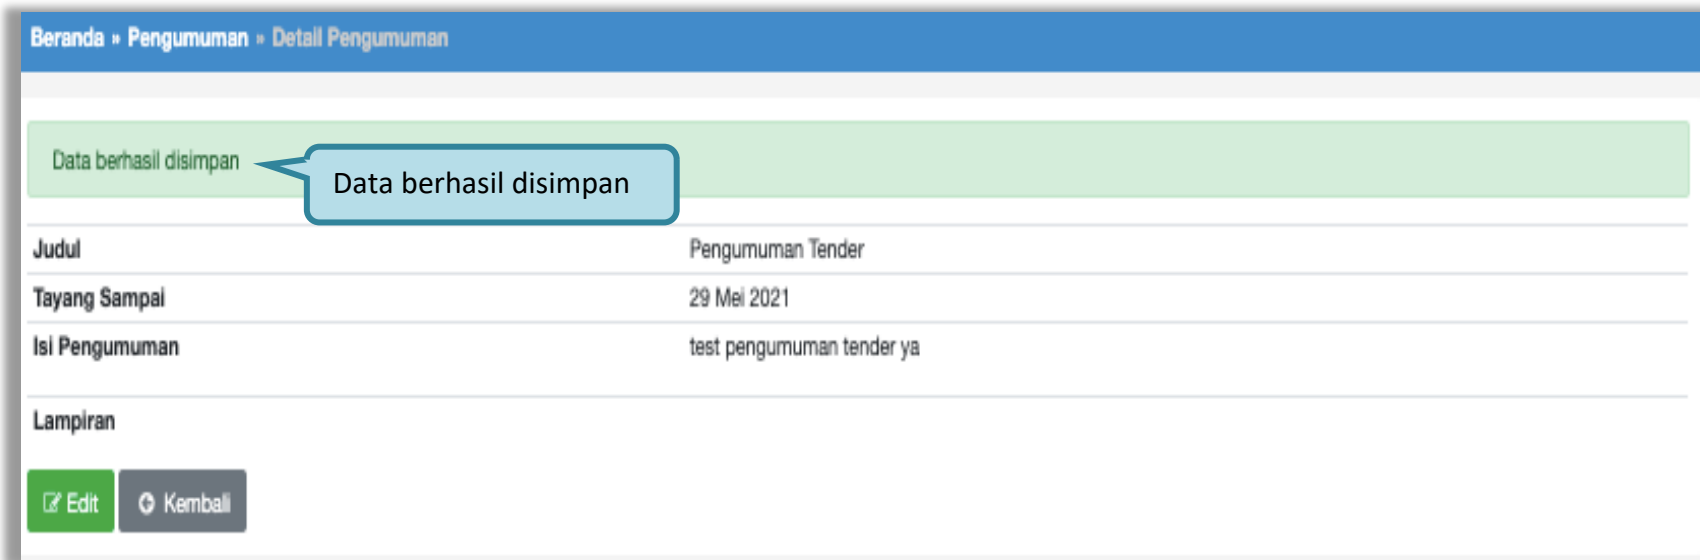 Beranda » Pengumuman » Detail Pengumuman
Data berhasil disimpan
Data berhasil disimpan
Judul Pengumuman Tender
Tayang Sampai 29 Mei 2021
Isi Pengumuman test pengumuman tender ya
Lampiran
Edit Kembali